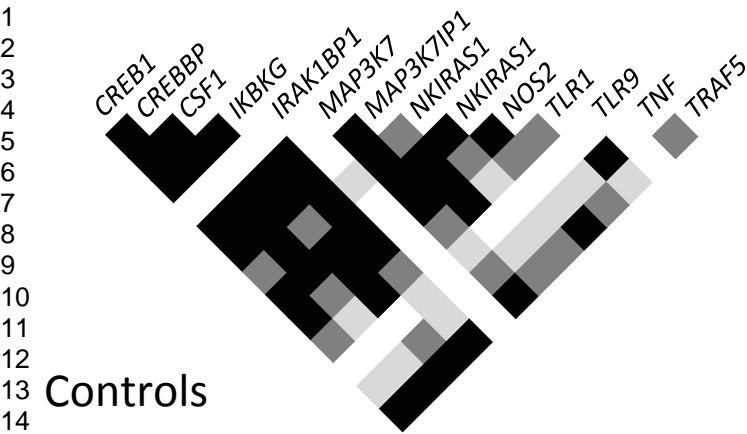 1
2
3
4
5
6
7
8
9
10
11
12
13
14
CREB1
CREBBP
CSF1
IKBKG
IRAK1BP1
MAP3K7
MAP3K7IP1
NKIRAS1
NKIRAS1
NOS2
TLR1
TLR9
TNF
TRAF5
Controls